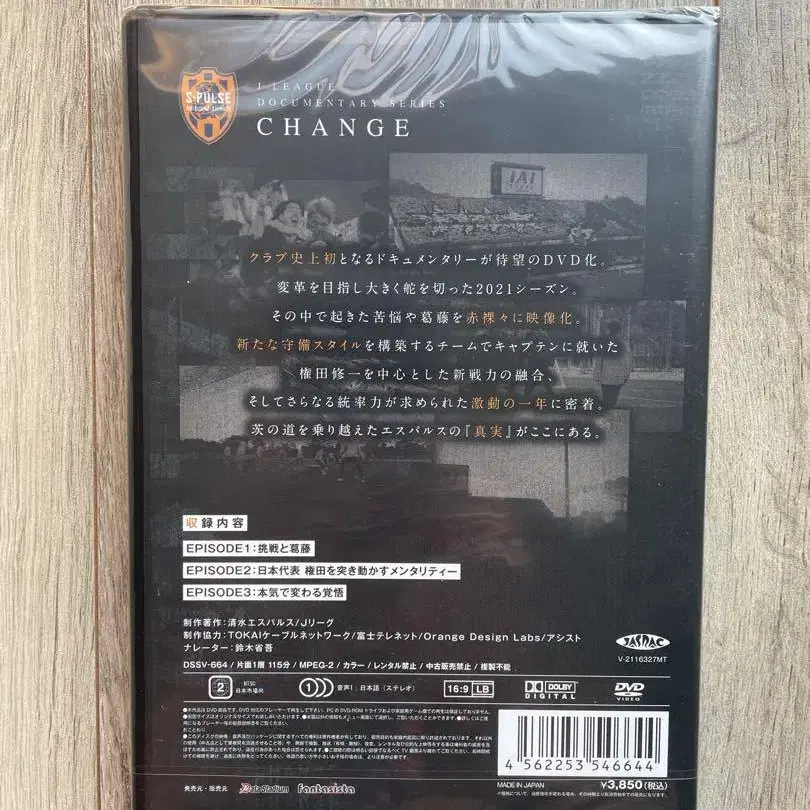 S-PULSE
J.LEAGUE
DOCUMENTARY SERIES
CHANGE
IAI
クラブ史上初となるドキュメンタリーが待望のDVD化。
変革を目指し大きく舵を切った2021シーズン。
その中で起きた苦悩や葛藤を赤裸々に映像化。
新たな守備スタイルを構築するチームでキャプテンに就いた
権田修一を中心とした新戦力の融合、
そしてさらなる統率力が求められた激動の一年に密着。
茨の道を乗り越えたエスパルスの『真実』がここにある。
収録内容
EPISODE1:挑戦と葛藤
EPISODE2:日本代表 権田を突き動かすメンタリティー
EPISODE3:本気で変わる覚悟
制作著作:清水エスパルス/Jリーグ
制作協力:TOKAIケーブルネットワーク/富士テレネット/Orange Design Labs/アシスト
ナレーター:鈴木省吾
JASRAC
V-2116327MT
DSSV-664 / 片面1層 115分 / MPEG-2 / カラー / レンタル禁止 / 中古販売禁止 / 複製不能
2 NTSC 日本市場向
1 音声1:日本語(ステレオ)
16:9 LB
DOLBY DIGITAL
DVD VIDEO
発売元・販売元 Data Stadium fantasista
4 562253 546644
MADE IN JAPAN
¥3,850(税込)